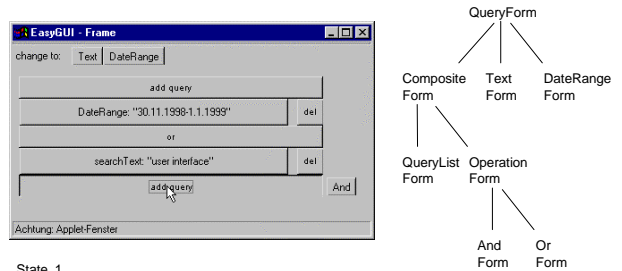 EasyGUI - Frame
change to: Text DateRange
add query
DateRange: "30.11.1998-1.1.1999" del
or
searchText: "user interface" del
add query And
Achtung: Applet-Fenster
State 1
QueryForm
Composite Form
Text Form
DateRange Form
QueryList Form
Operation Form
And Form
Or Form